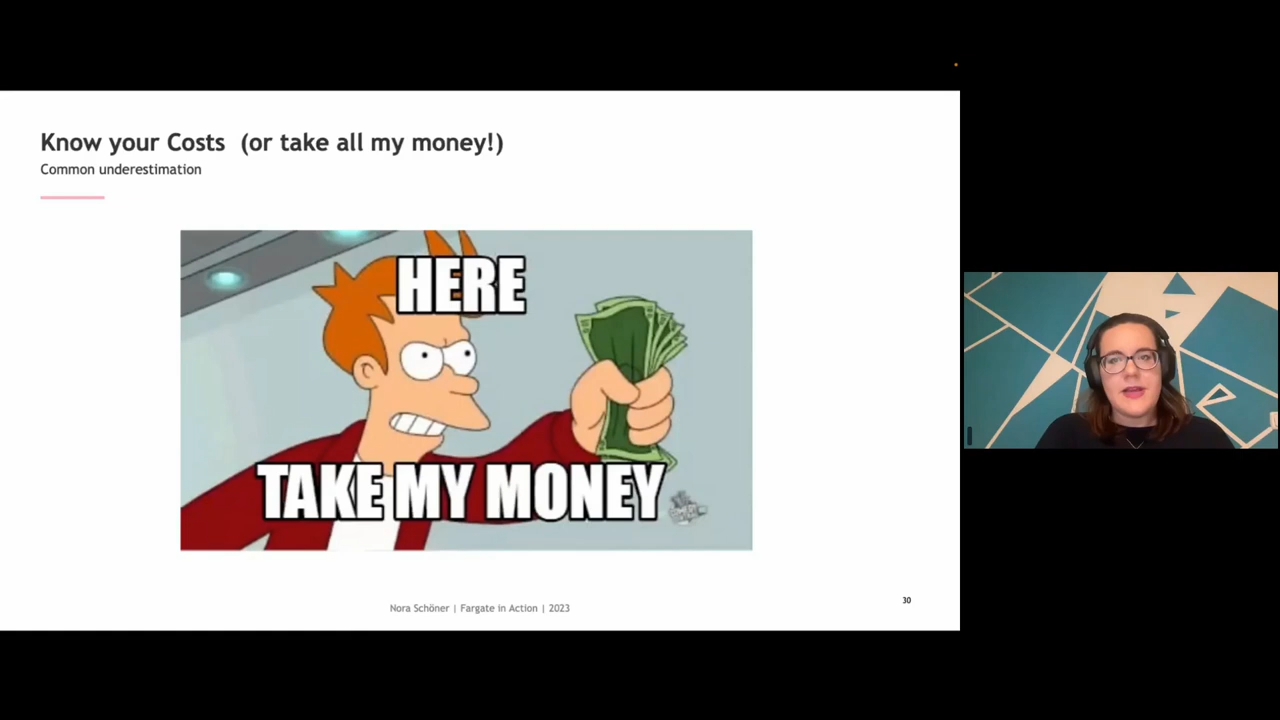 Know your Costs (or take all my money!)
Common underestimation
HERE
TAKE MY MONEY
Nora Schöner | Fargate in Action | 2023
30